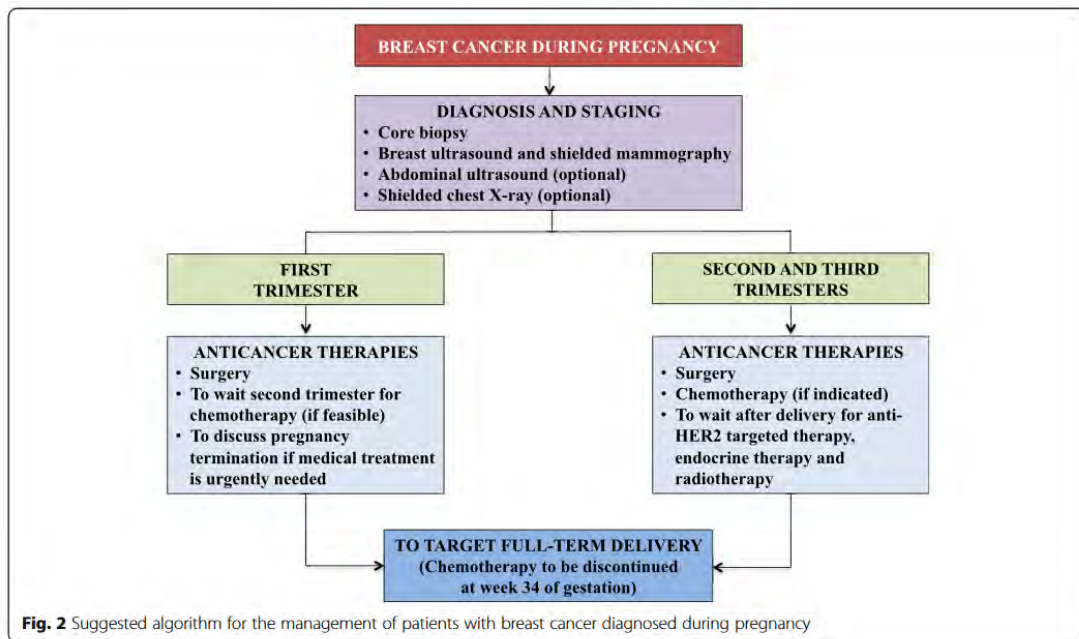 BREAST CANCER DURING PREGNANCY
DIAGNOSIS AND STAGING
• Core biopsy
• Breast ultrasound and shielded mammography
• Abdominal ultrasound (optional)
• Shielded chest X-ray (optional)
FIRST
TRIMESTER
SECOND AND THIRD
TRIMESTERS
ANTICANCER THERAPIES
• Surgery
• To wait second trimester for
chemotherapy (if feasible)
• To discuss pregnancy
termination if medical treatment
is urgently needed
ANTICANCER THERAPIES
• Surgery
• Chemotherapy (if indicated)
• To wait after delivery for anti-
HER2 targeted therapy,
endocrine therapy and
radiotherapy
TO TARGET FULL-TERM DELIVERY
(Chemotherapy to be discontinued
at week 34 of gestation)
Fig. 2 Suggested algorithm for the management of patients with breast cancer diagnosed during pregnancy